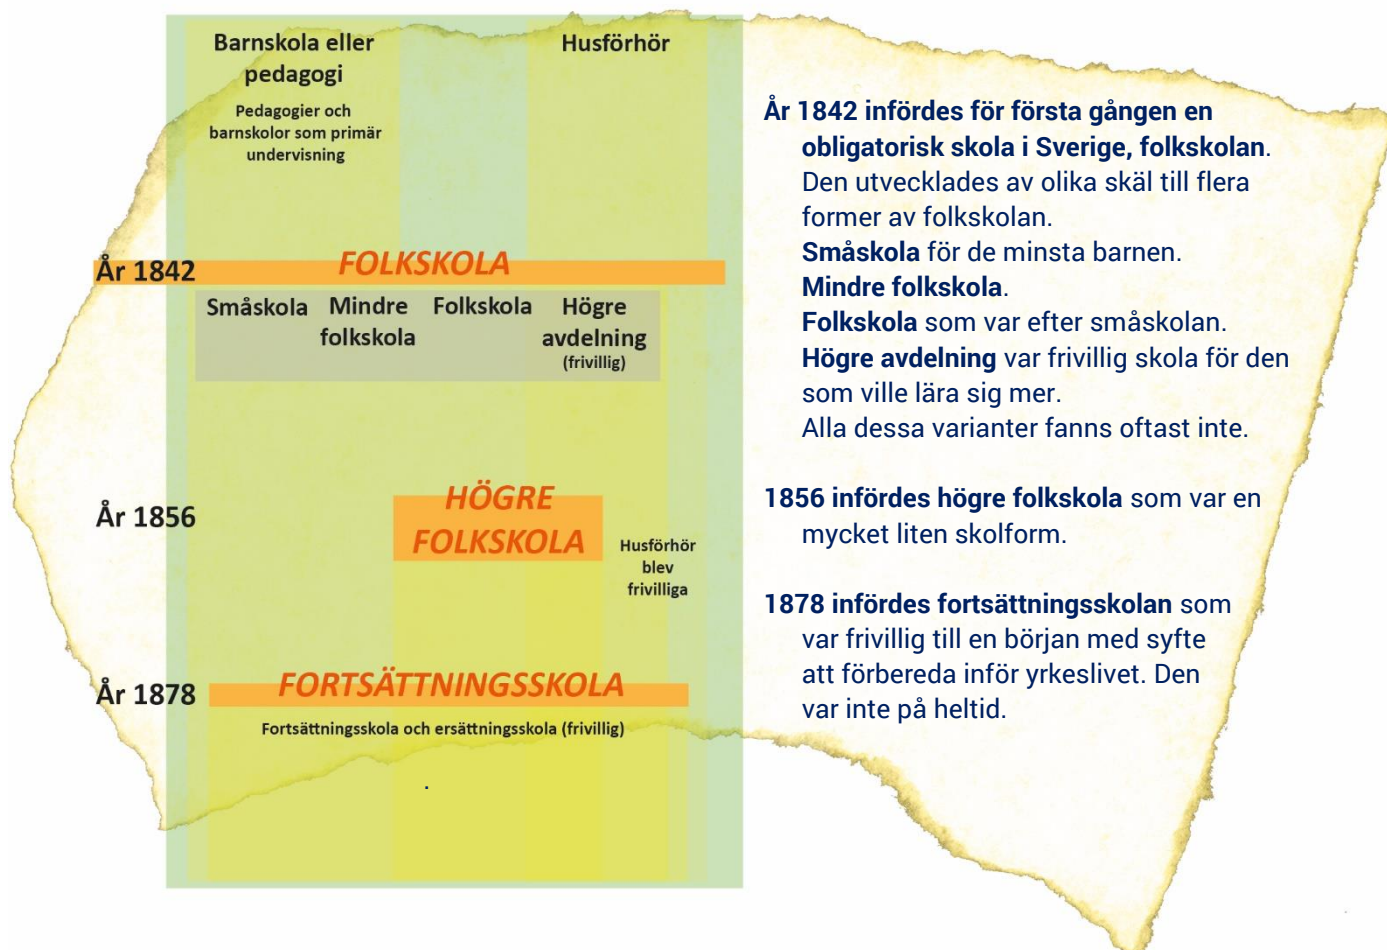 Barnskola eller
pedagogi
Pedagogier och
barnskolor som primär
undervisning
Husförhör
År 1842
FOLKSKOLA
Småskola
Mindre
folkskola
Folkskola
Högre
avdelning
(frivillig)
År 1856
HÖGRE
FOLKSKOLA
Husförhör
blev
frivilliga
År 1878
FORTSÄTTNINGSSKOLA
Fortsättningsskola och ersättningsskola (frivillig)
.
År 1842 infördes för första gången en
obligatorisk skola i Sverige, folkskolan.
Den utvecklades av olika skäl till flera
former av folkskolan.
Småskola för de minsta barnen.
Mindre folkskola.
Folkskola som var efter småskolan.
Högre avdelning var frivillig skola för den
som ville lära sig mer.
Alla dessa varianter fanns oftast inte.
1856 infördes högre folkskola som var en
mycket liten skolform.
1878 infördes fortsättningsskolan som
var frivillig till en början med syfte
att förbereda inför yrkeslivet. Den
var inte på heltid.